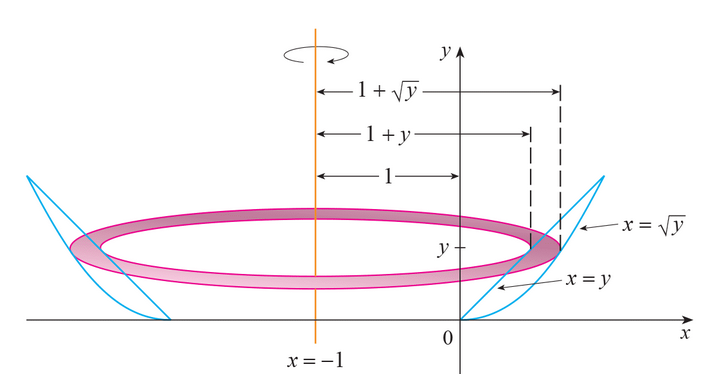 y
1 + √y
1 + y
1
x = √y
y
x = y
0
x
x = −1